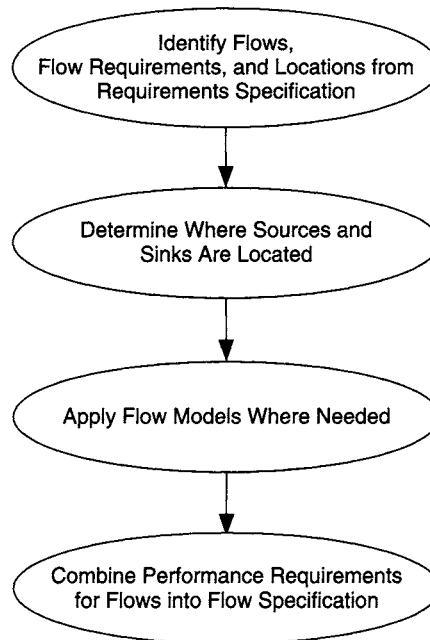 Identify Flows,
Flow Requirements, and Locations from
Requirements Specification
Determine Where Sources and
Sinks Are Located
Apply Flow Models Where Needed
Combine Performance Requirements
for Flows into Flow Specification